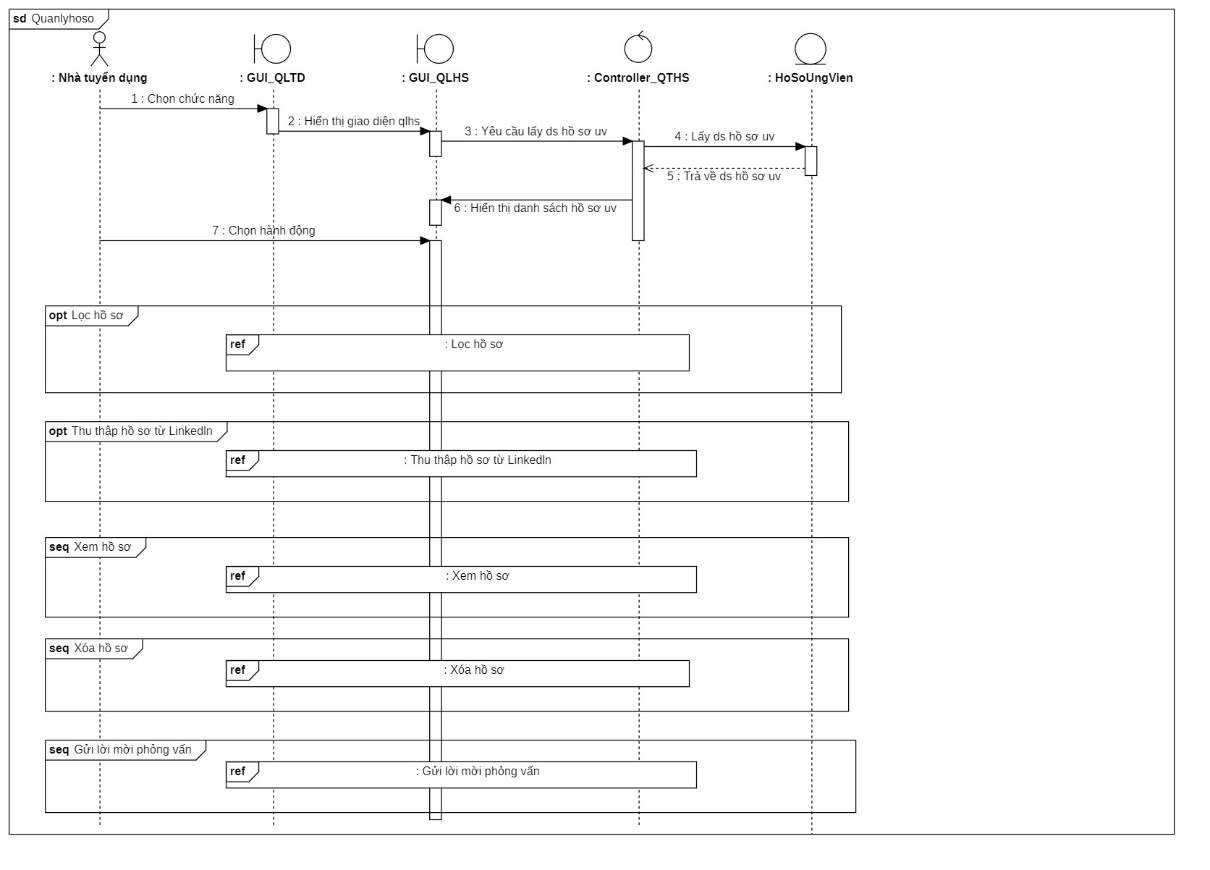 sd Quanlyhoso
: Nhà tuyển dụng
: GUI_QLTD
: GUI_QLHS
: Controller_QTHS
: HoSoUngVien
1 : Chọn chức năng
2 : Hiển thị giao diện qlhs
3 : Yêu cầu lấy ds hồ sơ uv
4 : Lấy ds hồ sơ uv
5 : Trả về ds hồ sơ uv
6 : Hiển thị danh sách hồ sơ uv
7 : Chọn hành động
opt Lọc hồ sơ
ref : Lọc hồ sơ
opt Thu thâp hồ sơ từ LinkedIn
ref : Thu thâp hồ sơ từ LinkedIn
seq Xem hồ sơ
ref : Xem hồ sơ
seq Xóa hồ sơ
ref : Xóa hồ sơ
seq Gửi lời mời phỏng vấn
ref : Gửi lời mời phỏng vấn